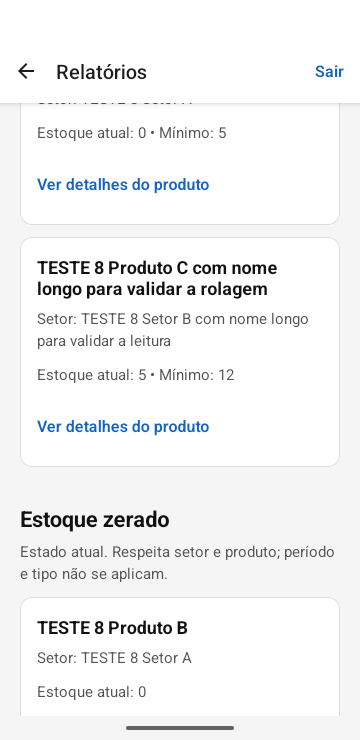 Relatórios
Sair
Estoque atual: 0 • Mínimo: 5
Ver detalhes do produto
TESTE 8 Produto C com nome
longo para validar a rolagem
Setor: TESTE 8 Setor B com nome longo
para validar a leitura
Estoque atual: 5 • Mínimo: 12
Ver detalhes do produto
Estoque zerado
Estado atual. Respeita setor e produto; período
e tipo não se aplicam.
TESTE 8 Produto B
Setor: TESTE 8 Setor A
Estoque atual: 0